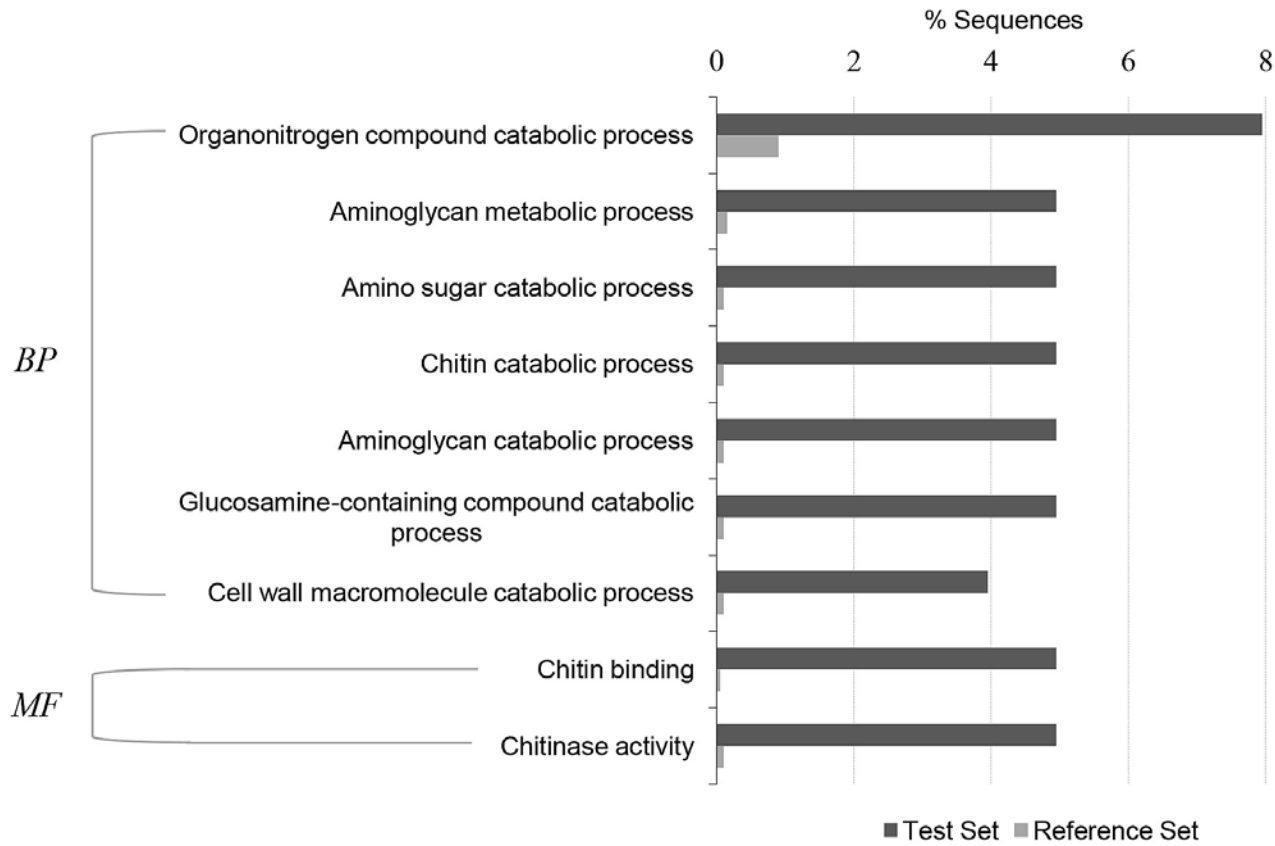 % Sequences
0 2 4 6 8
Organonitrogen compound catabolic process
Aminoglycan metabolic process
Amino sugar catabolic process
BP
Chitin catabolic process
Aminoglycan catabolic process
Glucosamine-containing compound catabolic
process
Cell wall macromolecule catabolic process
Chitin binding
MF
Chitinase activity
Test Set Reference Set